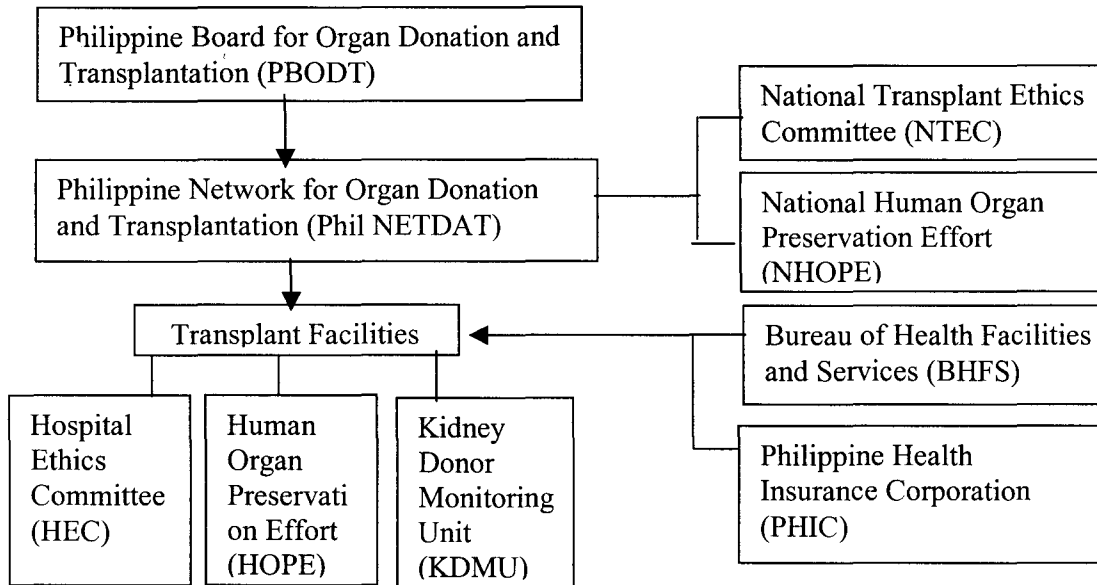 Philippine Board for Organ Donation and
Transplantation (PBODT)
National Transplant Ethics
Committee (NTEC)
Philippine Network for Organ Donation
and Transplantation (Phil NETDAT)
National Human Organ
Preservation Effort
(NHOPE)
Transplant Facilities
Bureau of Health Facilities
and Services (BHFS)
Hospital
Ethics
Committee
(HEC)
Human
Organ
Preservati
on Effort
(HOPE)
Kidney
Donor
Monitoring
Unit
(KDMU)
Philippine Health
Insurance Corporation
(PHIC)